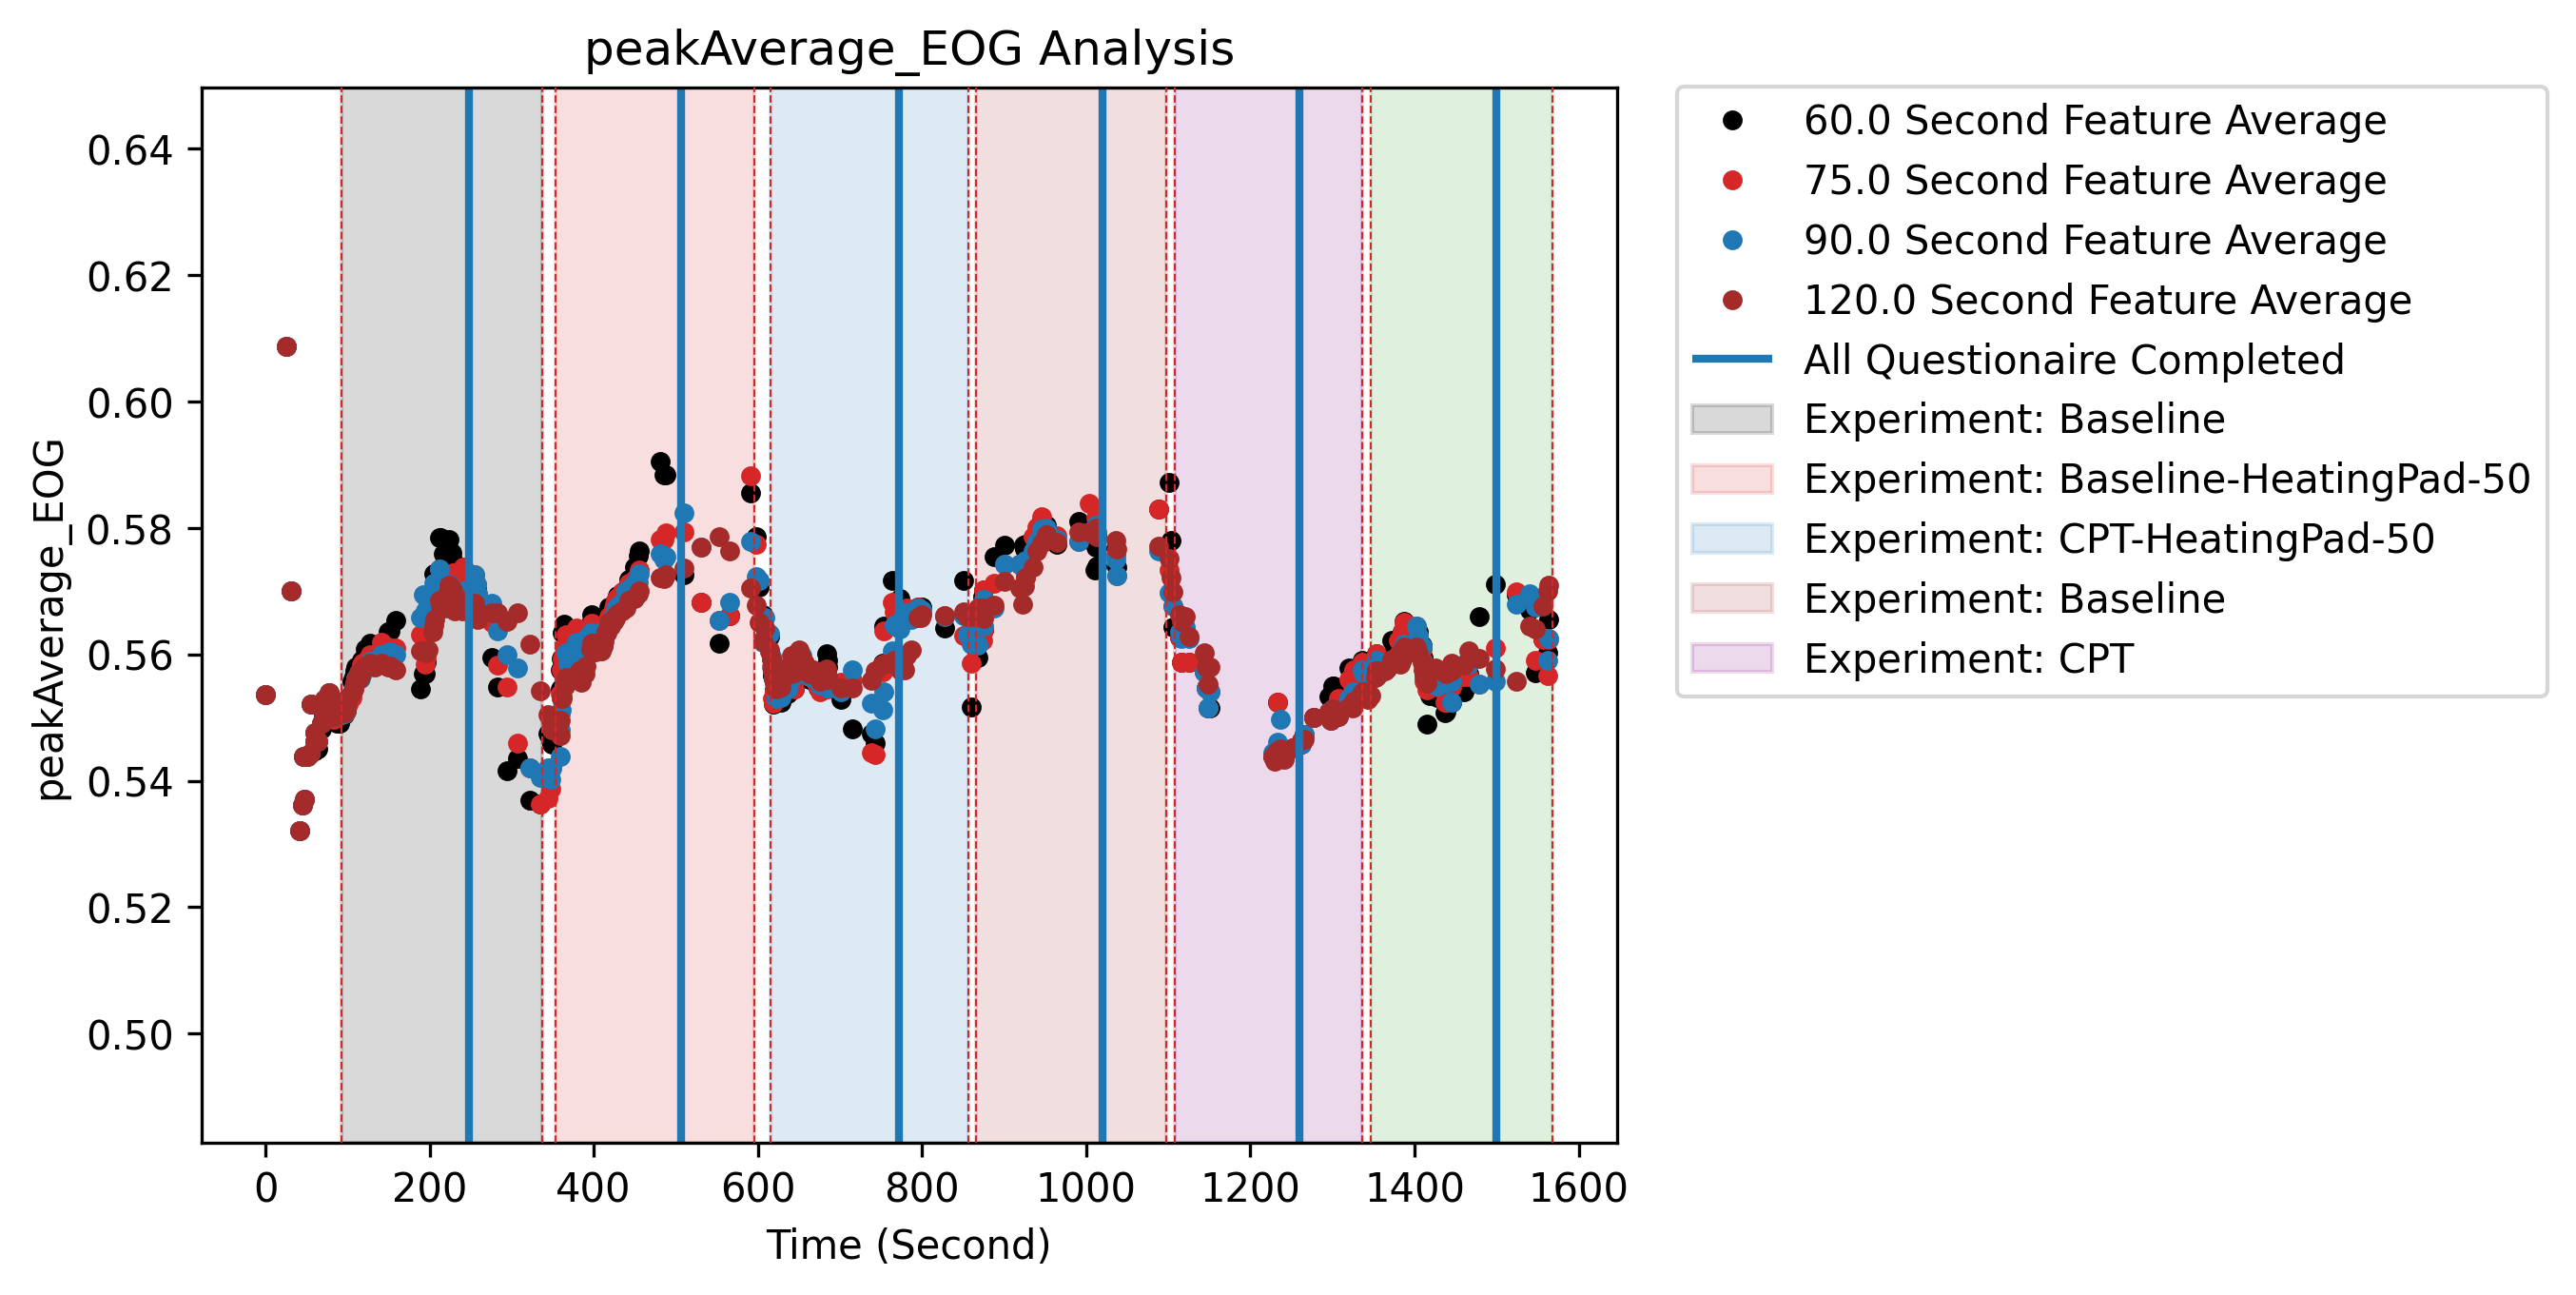 peakAverage_EOG Analysis
peakAverage_EOG
0.64
0.62
0.60
0.58
0.56
0.54
0.52
0.50
0 200 400 600 800 1000 1200 1400 1600
Time (Second)
60.0 Second Feature Average
75.0 Second Feature Average
90.0 Second Feature Average
120.0 Second Feature Average
All Questionaire Completed
Experiment: Baseline
Experiment: Baseline-HeatingPad-50
Experiment: CPT-HeatingPad-50
Experiment: Baseline
Experiment: CPT